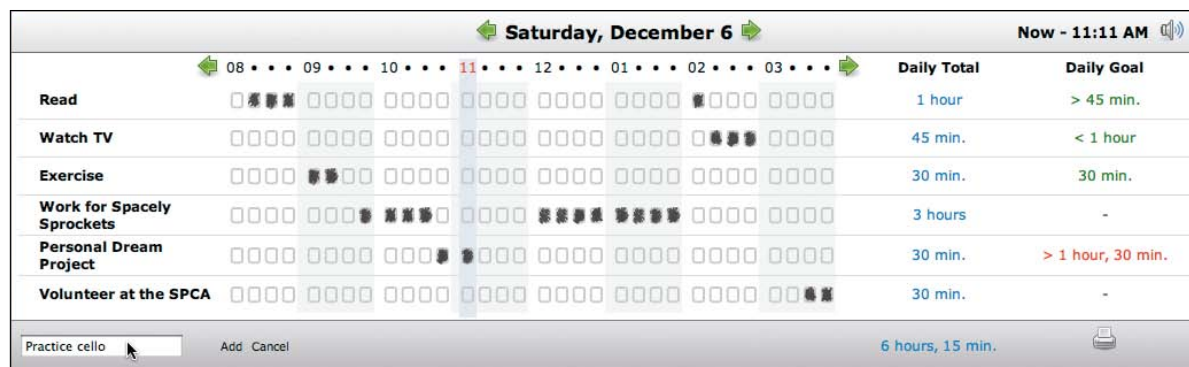 Saturday, December 6 Now - 11:11 AM
08 • • • 09 • • • 10 • • • 11 • • • 12 • • • 01 • • • 02 • • • 03 • • • Daily Total Daily Goal
Read 1 hour > 45 min.
Watch TV 45 min. < 1 hour
Exercise 30 min. 30 min.
Work for Spacely
Sprockets 3 hours -
Personal Dream
Project 30 min. > 1 hour, 30 min.
Volunteer at the SPCA 30 min. -
Practice cello Add Cancel 6 hours, 15 min.